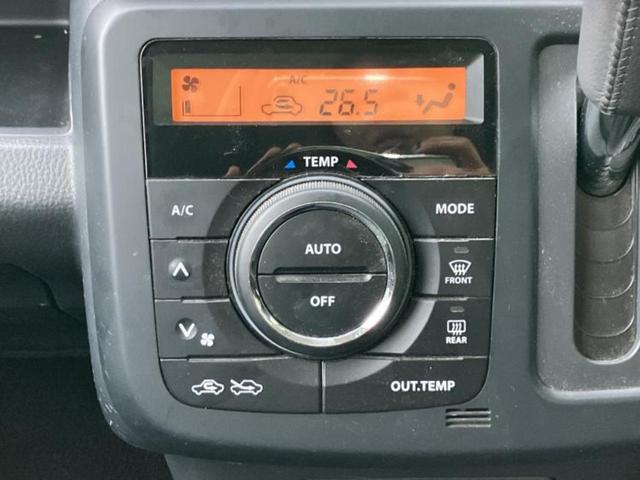 A/C
26.5
TEMP
A/C
MODE
AUTO
OFF
FRONT
REAR
OUT.TEMP